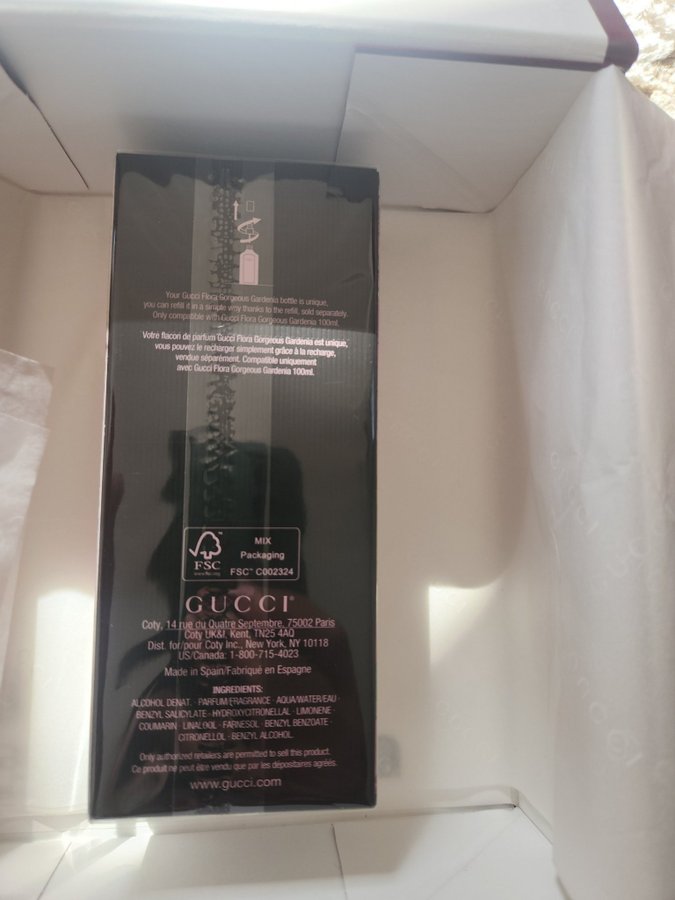 Your Gucci Flora Gorgeous Gardenia bottle is unique,
you can refill it in a simple way thanks to the refill, sold separately.
Only compatible with Gucci Flora Gorgeous Gardenia 100ml.
Votre flacon de parfum Gucci Flora Gorgeous Gardenia est unique,
vous pouvez le recharger simplement grâce à la recharge,
vendue séparément. Compatible uniquement
avec Gucci Flora Gorgeous Gardenia 100ml.
FSC
www.fsc.org
MIX
Packaging
FSC™ C002324
GUCCI
Coty, 14 rue du Quatre Septembre, 75002 Paris
Coty UK&I, Kent, TN25 4AQ
Dist. for/pour Coty Inc., New York, NY 10118
US/Canada: 1-800-715-4023
Made in Spain/Fabriqué en Espagne
INGREDIENTS:
ALCOHOL DENAT. · PARFUM/FRAGRANCE · AQUA/WATER/EAU ·
BENZYL SALICYLATE · HYDROXYCITRONELLAL · LIMONENE ·
COUMARIN · LINALOOL · FARNESOL · BENZYL BENZOATE ·
CITRONELLOL · BENZYL ALCOHOL.
Only authorized retailers are permitted to sell this product.
Ce produit ne peut être vendu que par les dépositaires agréés.
www.gucci.com